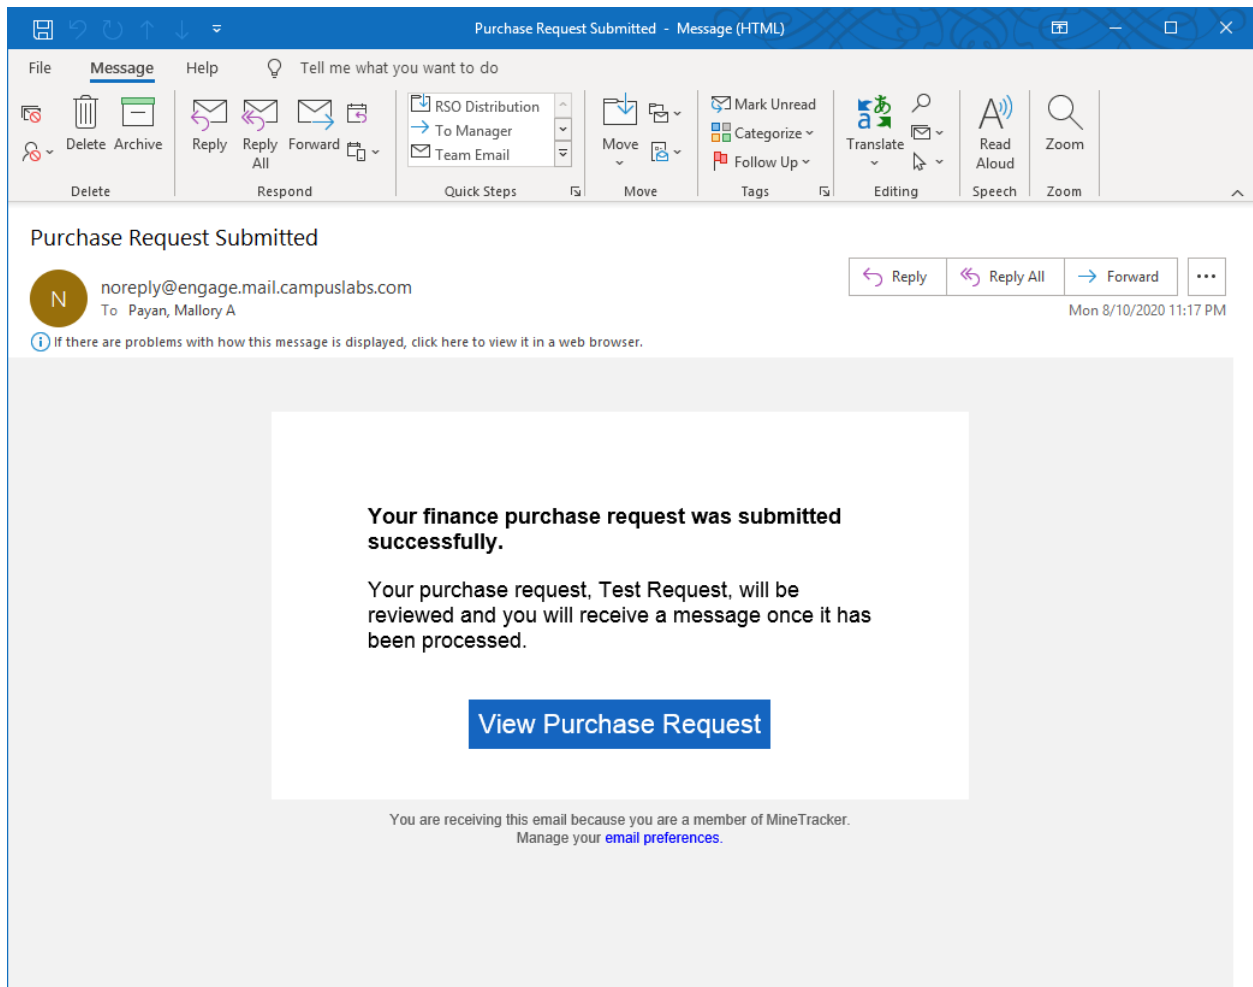 Purchase Request Submitted - Message (HTML)
File Message Help Tell me what you want to do
Delete Archive
Reply Reply All Forward
RSO Distribution
To Manager
Team Email
Move
Mark Unread
Categorize
Follow Up
Translate
Read Aloud
Zoom
Delete Respond Quick Steps Move Tags Editing Speech Zoom
Purchase Request Submitted
N
noreply@engage.mail.campuslabs.com
To Payan, Mallory A
Reply Reply All Forward ...
Mon 8/10/2020 11:17 PM
If there are problems with how this message is displayed, click here to view it in a web browser.
Your finance purchase request was submitted
successfully.
Your purchase request, Test Request, will be
reviewed and you will receive a message once it has
been processed.
View Purchase Request
You are receiving this email because you are a member of MineTracker.
Manage your email preferences.